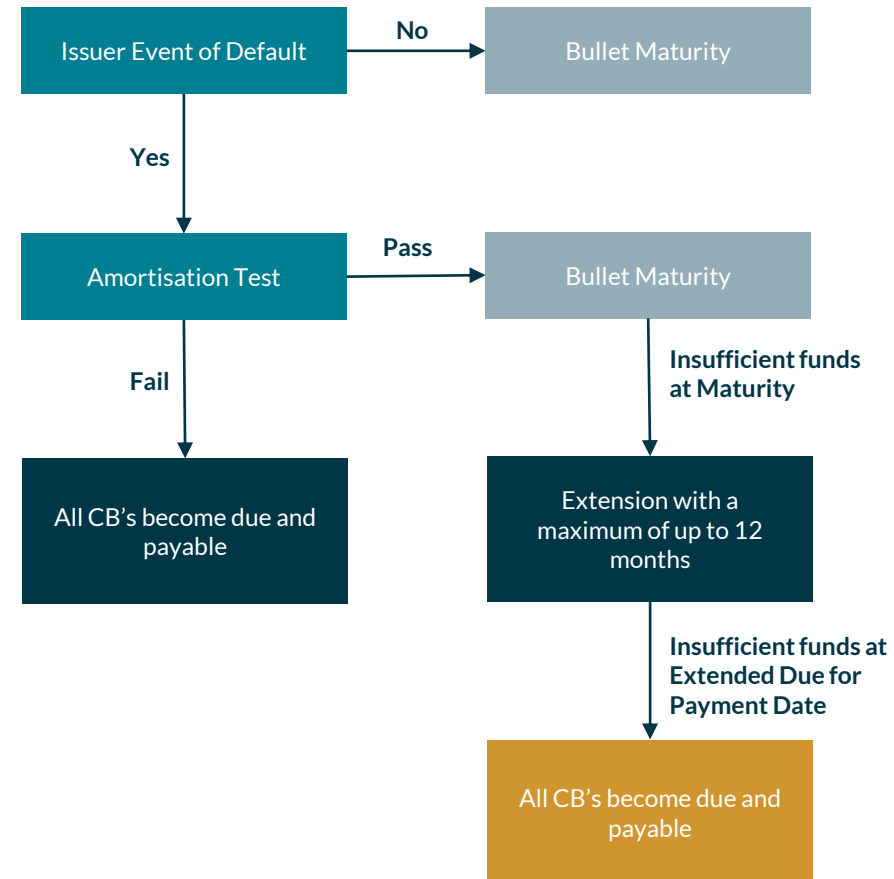 Issuer Event of Default
No
Bullet Maturity
Yes
Amortisation Test
Pass
Bullet Maturity
Fail
Insufficient funds
at Maturity
All CB's become due and
payable
Extension with a
maximum of up to 12
months
Insufficient funds at
Extended Due for
Payment Date
All CB's become due and
payable